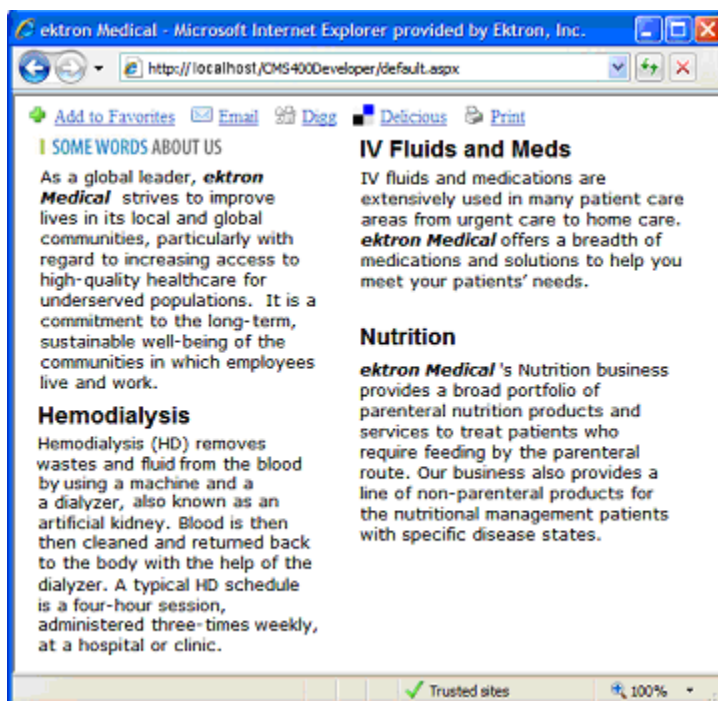 ektron Medical - Microsoft Internet Explorer provided by Ektron, Inc.
http://localhost/CMS400Developer/default.aspx
Add to Favorites Email Digg Delicious Print
SOME WORDS ABOUT US
As a global leader, ektron
Medical strives to improve
lives in its local and global
communities, particularly with
regard to increasing access to
high-quality healthcare for
underserved populations. It is a
commitment to the long-term,
sustainable well-being of the
communities in which employees
live and work.
Hemodialysis
Hemodialysis (HD) removes
wastes and fluid from the blood
by using a machine and a
a dialyzer, also known as an
artificial kidney. Blood is then
then cleaned and returned back
to the body with the help of the
dialyzer. A typical HD schedule
is a four-hour session,
administered three-times weekly,
at a hospital or clinic.
IV Fluids and Meds
IV fluids and medications are
extensively used in many patient care
areas from urgent care to home care.
ektron Medical offers a breadth of
medications and solutions to help you
meet your patients' needs.
Nutrition
ektron Medical 's Nutrition business
provides a broad portfolio of
parenteral nutrition products and
services to treat patients who
require feeding by the parenteral
route. Our business also provides a
line of non-parenteral products for
the nutritional management patients
with specific disease states.
Trusted sites 100%